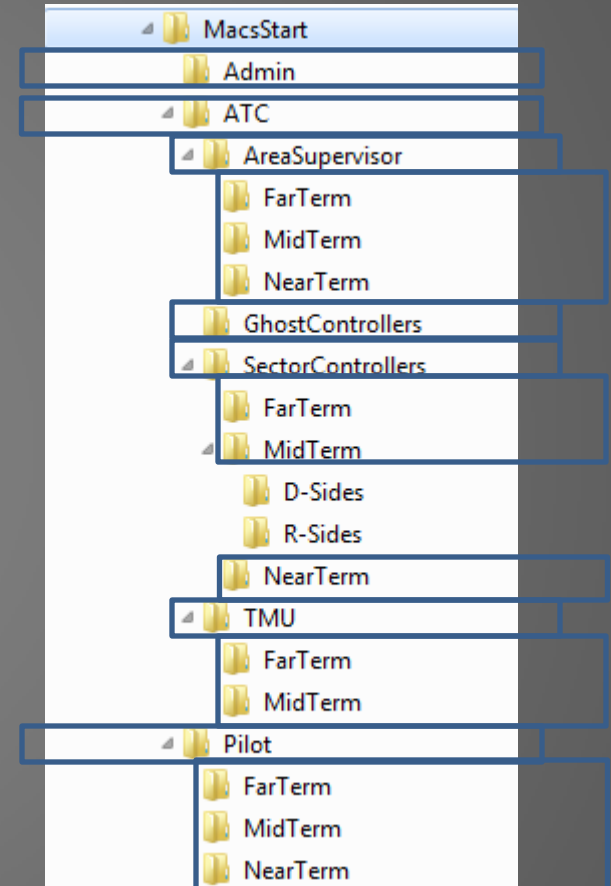 MacsStart
Admin
ATC
AreaSupervisor
FarTerm
MidTerm
NearTerm
GhostControllers
SectorControllers
FarTerm
MidTerm
D-Sides
R-Sides
NearTerm
TMU
FarTerm
MidTerm
Pilot
FarTerm
MidTerm
NearTerm